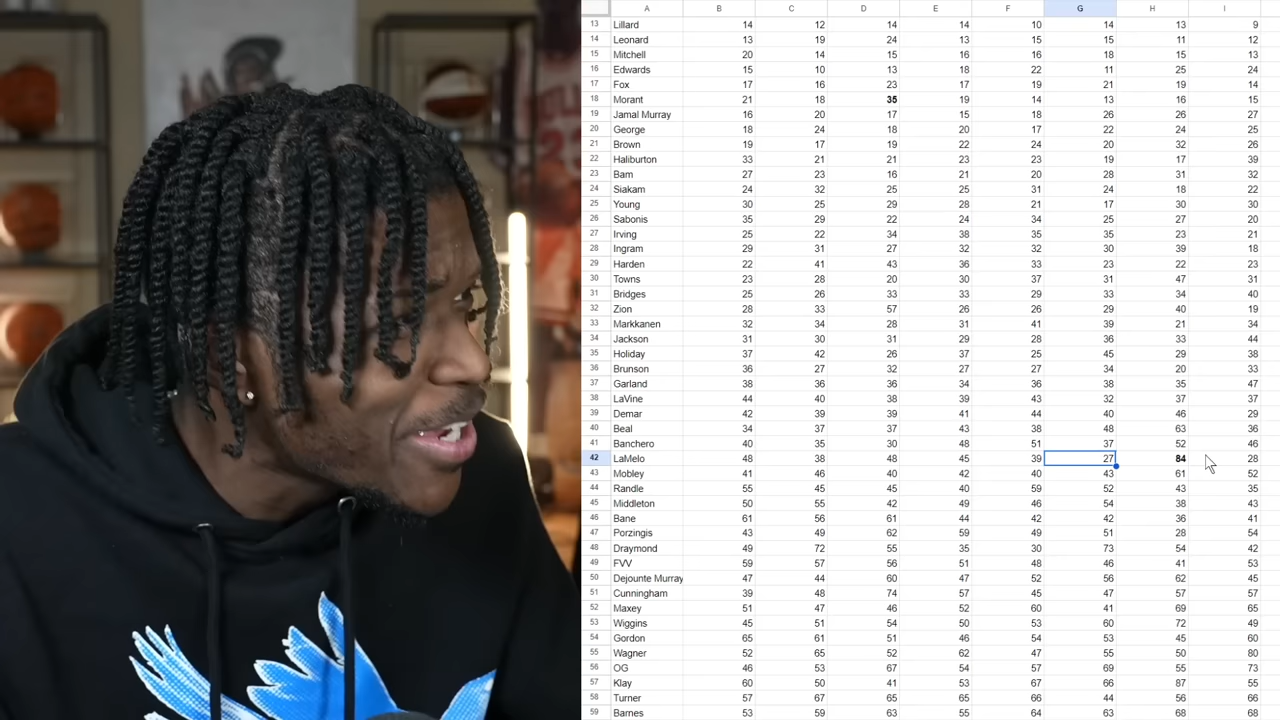 A B C D E F G H I
13 Lillard 14 12 14 14 10 14 13 9
14 Leonard 13 19 24 13 15 15 11 12
15 Mitchell 20 14 15 16 16 18 15 13
16 Edwards 15 10 13 18 22 11 25 24
17 Fox 17 16 23 17 19 21 19 14
18 Morant 21 18 35 19 14 13 16 15
19 Jamal Murray 16 20 17 15 18 26 26 27
20 George 18 24 18 20 17 22 24 25
21 Brown 19 17 19 22 24 20 32 26
22 Haliburton 33 21 21 23 23 19 17 39
23 Bam 27 23 16 21 20 28 31 32
24 Siakam 24 32 25 25 31 24 18 22
25 Young 30 25 29 28 21 17 30 30
26 Sabonis 35 29 22 24 34 25 27 20
27 Irving 25 22 34 38 35 35 23 21
28 Ingram 29 31 27 32 32 30 39 18
29 Harden 22 41 43 36 33 23 22 23
30 Towns 23 28 20 30 37 31 47 31
31 Bridges 25 26 33 33 29 33 34 40
32 Zion 28 33 57 26 26 29 40 19
33 Markkanen 32 34 28 31 41 39 21 34
34 Jackson 31 30 31 29 28 36 33 44
35 Holiday 37 42 26 37 25 45 29 38
36 Brunson 36 27 32 27 27 34 20 33
37 Garland 38 36 36 34 36 38 35 47
38 LaVine 44 40 38 39 43 32 37 37
39 Demar 42 39 39 41 44 40 46 29
40 Beal 34 37 37 43 38 48 63 36
41 Banchero 40 35 30 48 51 37 52 46
42 LaMelo 48 38 48 45 39 27 84 28
43 Mobley 41 46 40 42 40 43 61 52
44 Randle 55 45 45 40 59 52 43 35
45 Middleton 50 55 42 49 46 54 38 43
46 Bane 61 56 61 44 42 42 36 41
47 Porzingis 43 49 62 59 49 51 28 54
48 Draymond 49 72 55 35 30 73 54 42
49 FVV 59 57 56 51 48 46 41 53
50 Dejounte Murray 47 44 60 47 52 56 62 45
51 Cunningham 39 48 74 57 45 47 57 57
52 Maxey 51 47 46 52 60 41 69 65
53 Wiggins 45 51 54 50 53 60 72 49
54 Gordon 65 61 51 46 54 53 45 60
55 Wagner 52 65 52 62 47 55 50 80
56 OG 46 53 67 54 57 69 55 73
57 Klay 60 50 41 53 67 66 87 55
58 Turner 57 67 65 65 66 44 56 66
59 Barnes 53 59 63 55 64 63 68 68